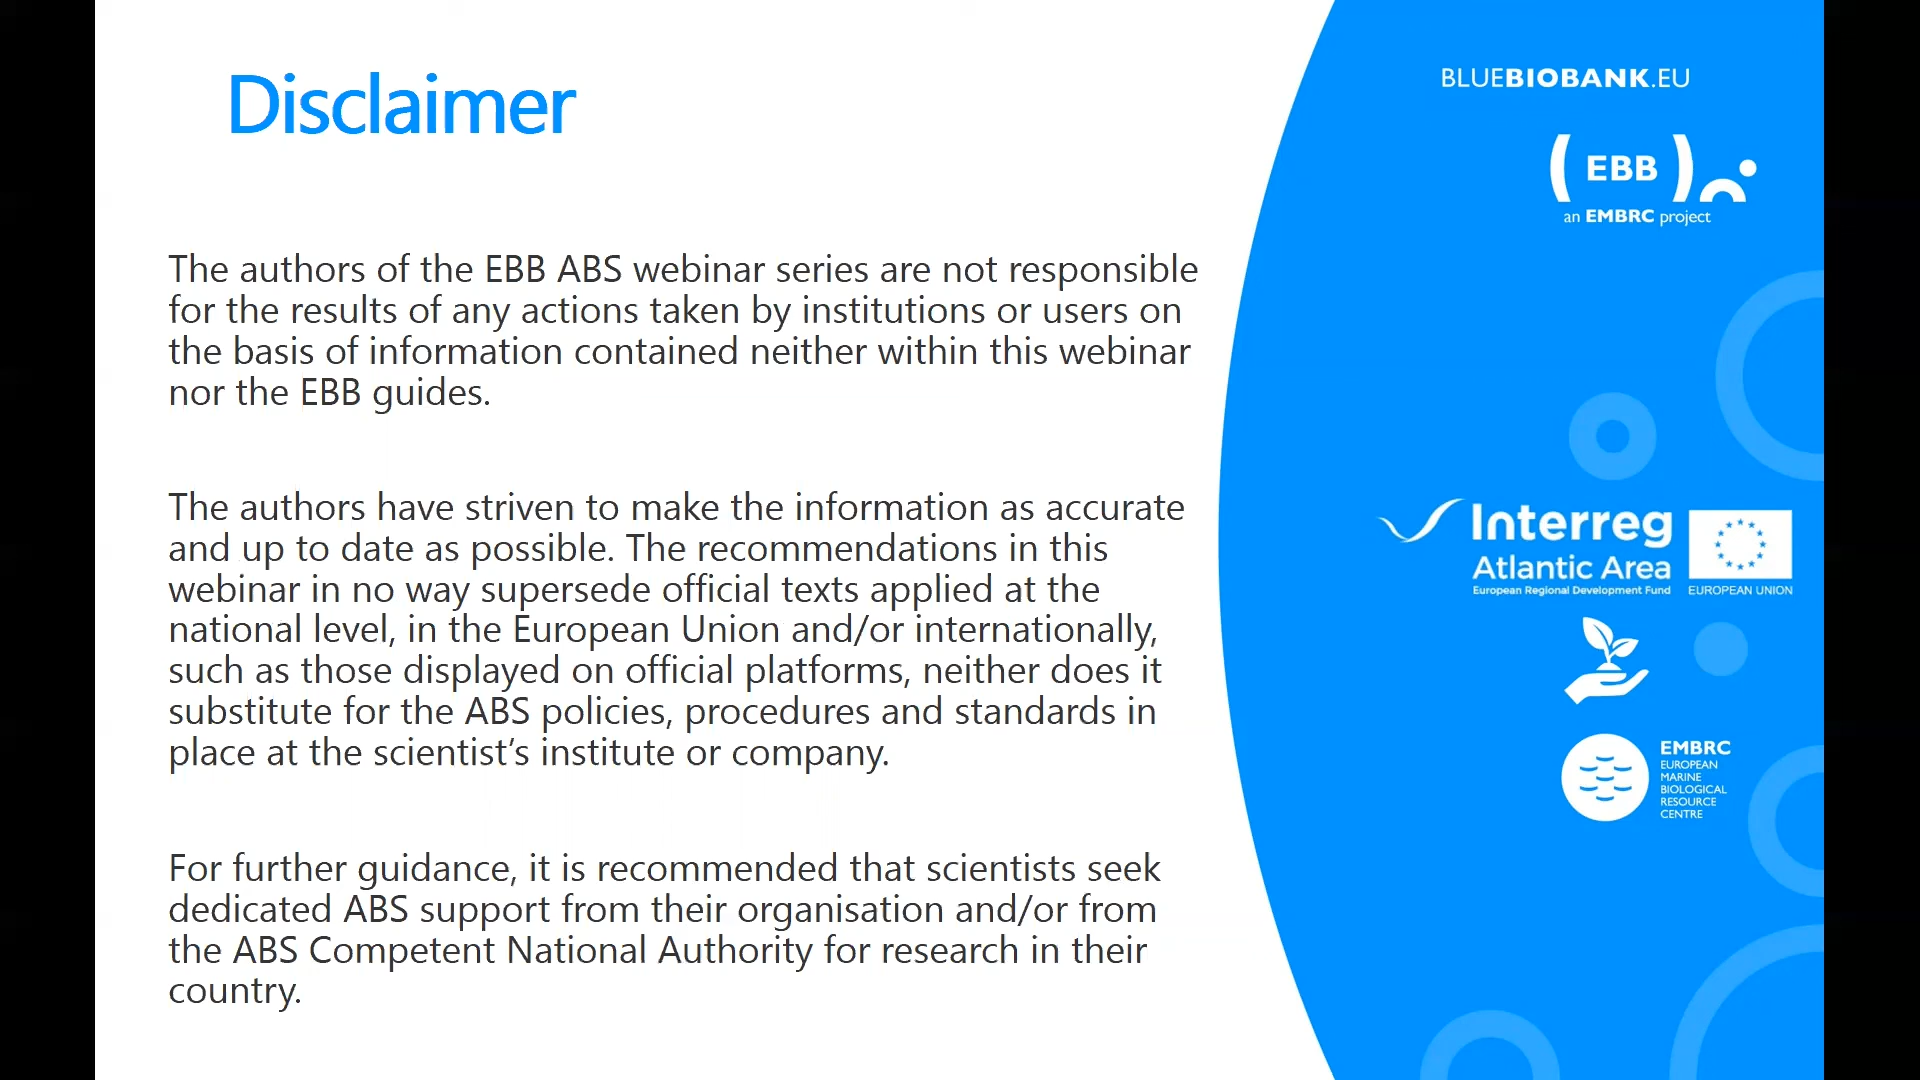 Disclaimer
The authors of the EBB ABS webinar series are not responsible
for the results of any actions taken by institutions or users on
the basis of information contained neither within this webinar
nor the EBB guides.
The authors have striven to make the information as accurate
and up to date as possible. The recommendations in this
webinar in no way supersede official texts applied at the
national level, in the European Union and/or internationally,
such as those displayed on official platforms, neither does it
substitute for the ABS policies, procedures and standards in
place at the scientist’s institute or company.
For further guidance, it is recommended that scientists seek
dedicated ABS support from their organisation and/or from
the ABS Competent National Authority for research in their
country.
BLUEBIOBANK.EU
(EBB)
an EMBRC project
Interreg
Atlantic Area
European Regional Development Fund
EUROPEAN UNION
EMBRC
EUROPEAN
MARINE
BIOLOGICAL
RESOURCE
CENTRE